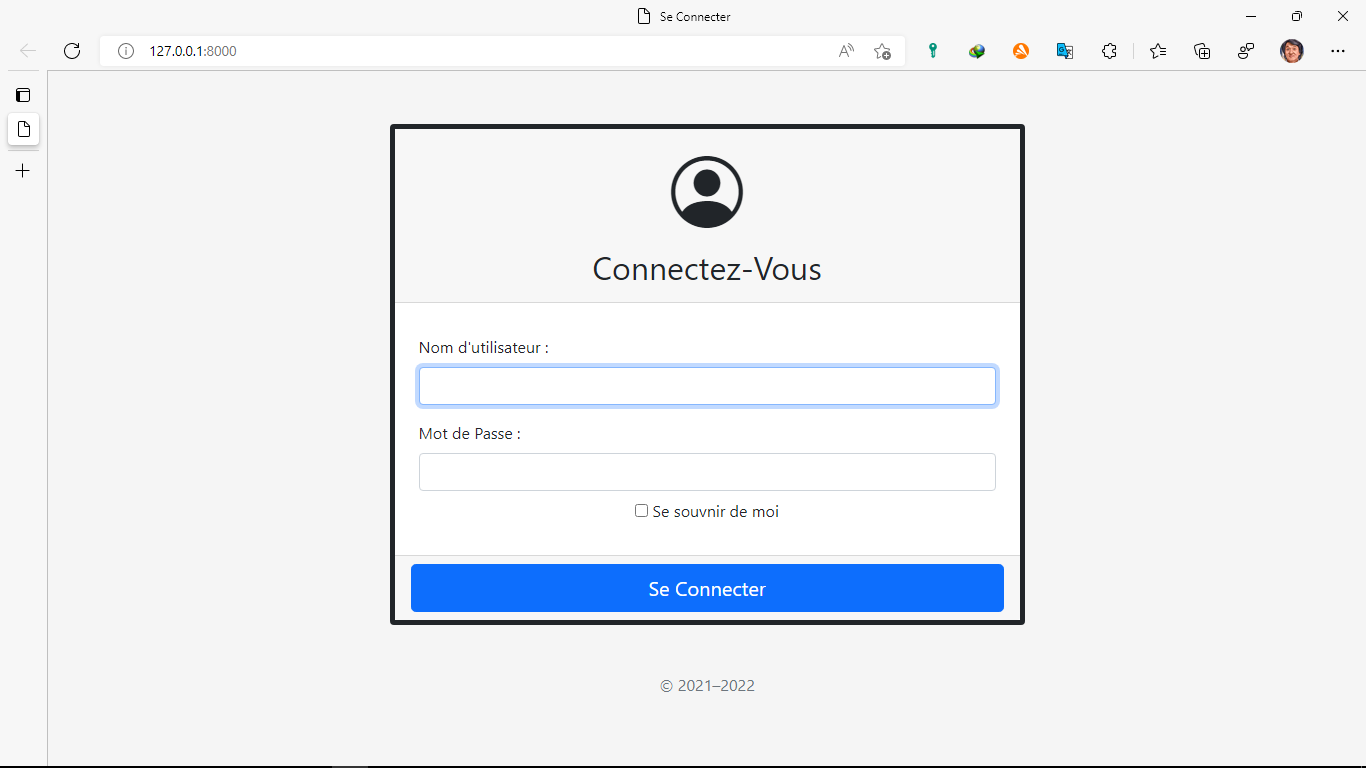 Se Connecter
127.0.0.1:8000
Connectez-Vous
Nom d'utilisateur :
Mot de Passe :
Se souvnir de moi
Se Connecter
© 2021–2022